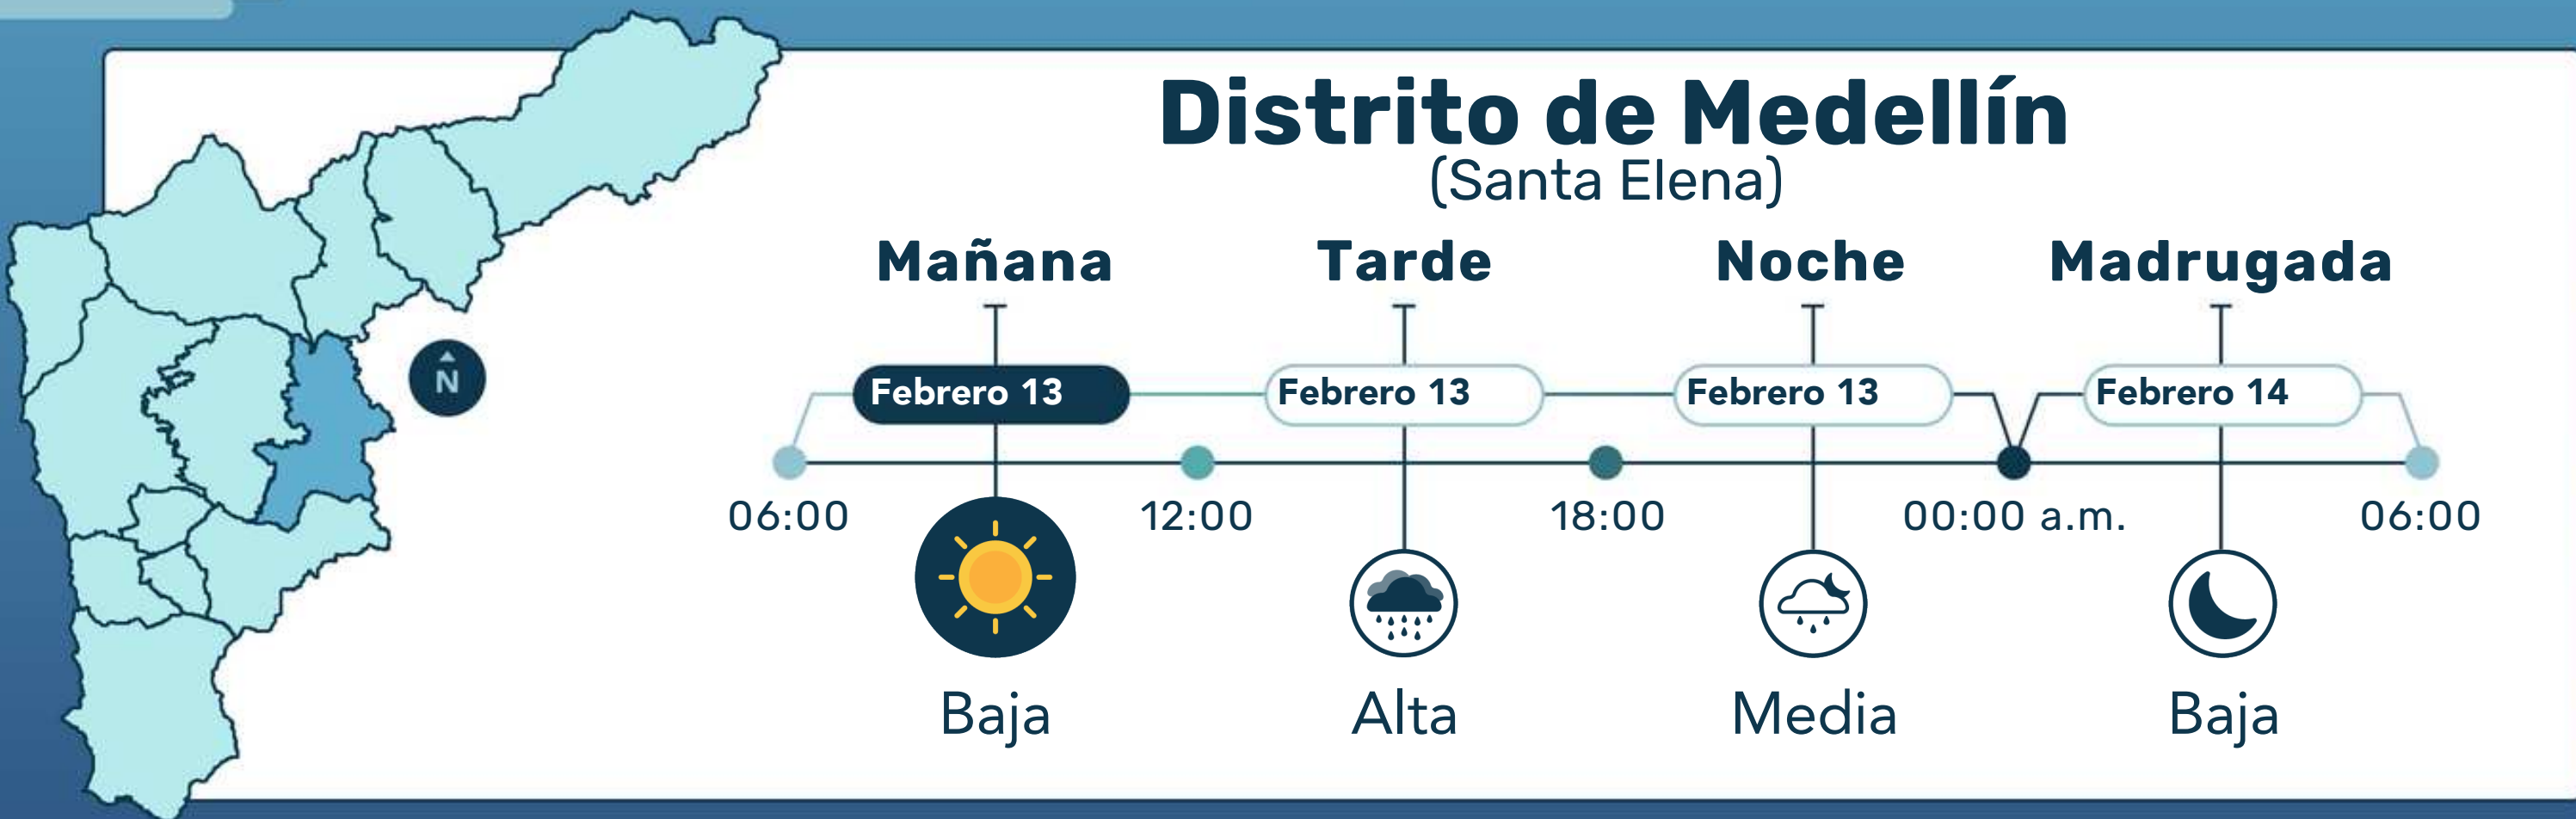 Distrito de Medellín
(Santa Elena)
Mañana Tarde Noche Madrugada
N
Febrero 13 Febrero 13 Febrero 13 Febrero 14
06:00 12:00 18:00 00:00 a.m. 06:00
Baja Alta Media Baja